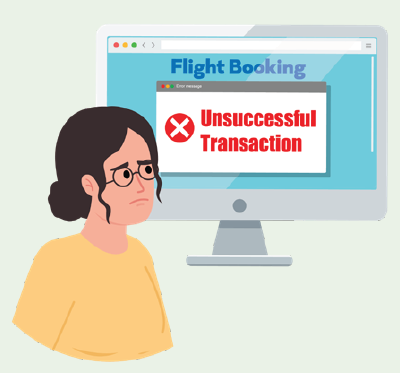 Flight Booking
Error message
Unsuccessful
Transaction